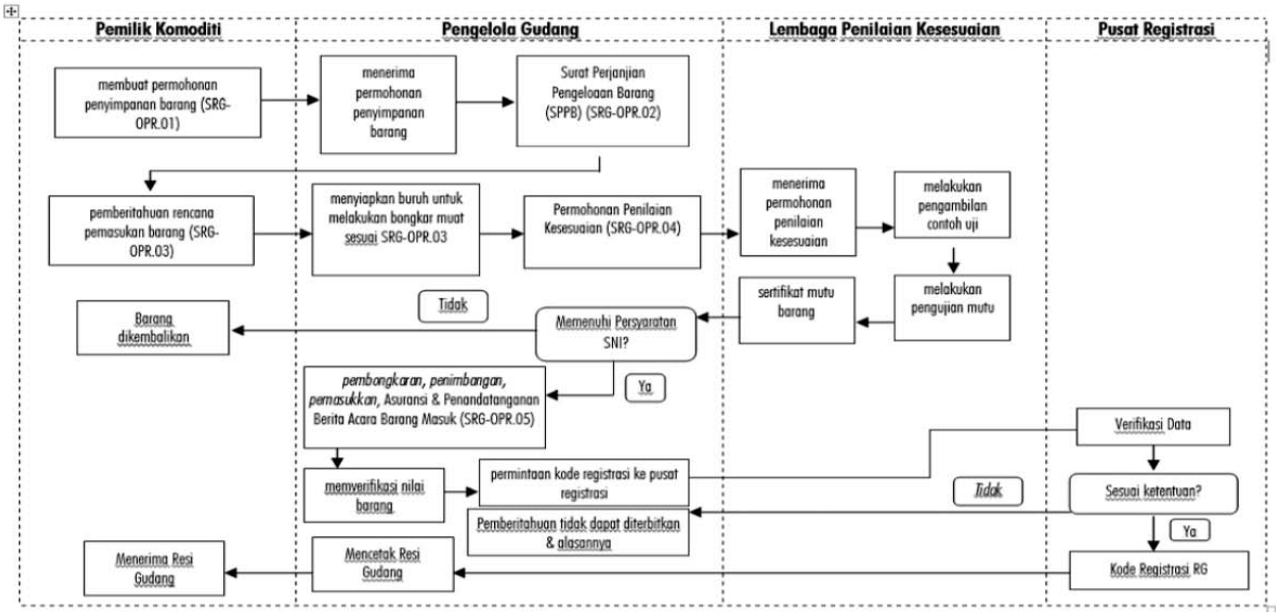 Pemilik Komoditi
Pengelola Gudang
Lembaga Penilaian Kesesuaian
Pusat Registrasi
membuat permohonan
penyimpanan barang (SRG-
OPR.01)
menerima
permohonan
penyimpanan
barang
Surat Perjanjian
Pengeloaan Barang
(SPPB) (SRG-OPR.02)
pemberitahuan rencana
pemasukan barang (SRG-
OPR.03)
menyiapkan buruh untuk
melakukan bongkar muat
sesuai SRG-OPR.03
Permohonan Penilaian
Kesesuaian (SRG-OPR.04)
menerima
permohonan
penilaian
kesesuaian
melakukan
pengambilan
contoh uji
melakukan
pengujian mutu
sertifikat mutu
barang
Memenuhi Persyaratan
SNI?
Tidak
Barang
dikembalikan
Ya
pembongkaran, penimbangan,
pemasukkan, Asuransi & Penandatanganan
Berita Acara Barang Masuk (SRG-OPR.05)
memverifikasi nilai
barang
permintaan kode registrasi ke pusat
registrasi
Verifikasi Data
Sesuai ketentuan?
Tidak
Pemberitahuan tidak dapat diterbitkan
& alasannya
Ya
Kode Registrasi RG
Mencetak Resi
Gudang
Menerima Resi
Gudang